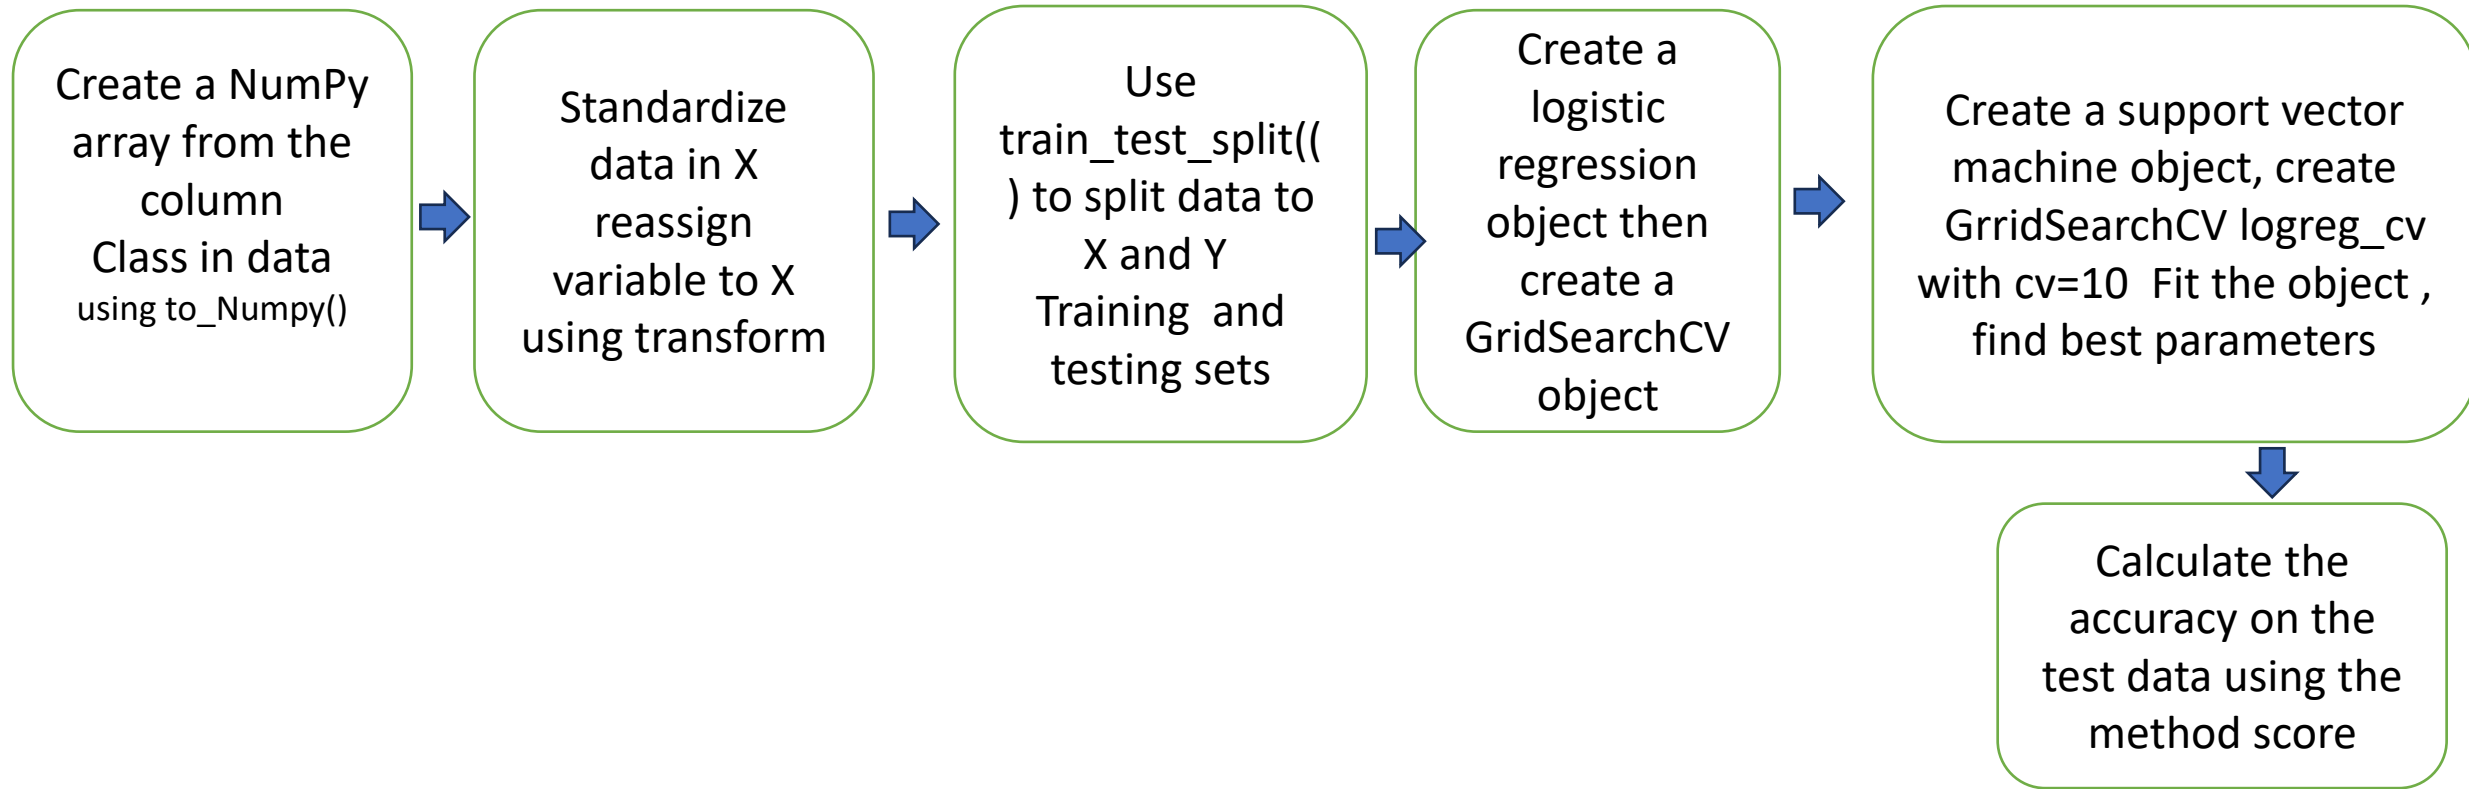 Create a NumPy
array from the
column
Class in data
using to_Numpy()
Standardize
data in X
reassign
variable to X
using transform
Use
train_test_split((
) to split data to
X and Y
Training  and
testing sets
Create a
logistic
regression
object then
create a
GridSearchCV
object
Create a support vector
machine object, create
GrridSearchCV logreg_cv
with cv=10  Fit the object ,
find best parameters
Calculate the
accuracy on the
test data using the
method score